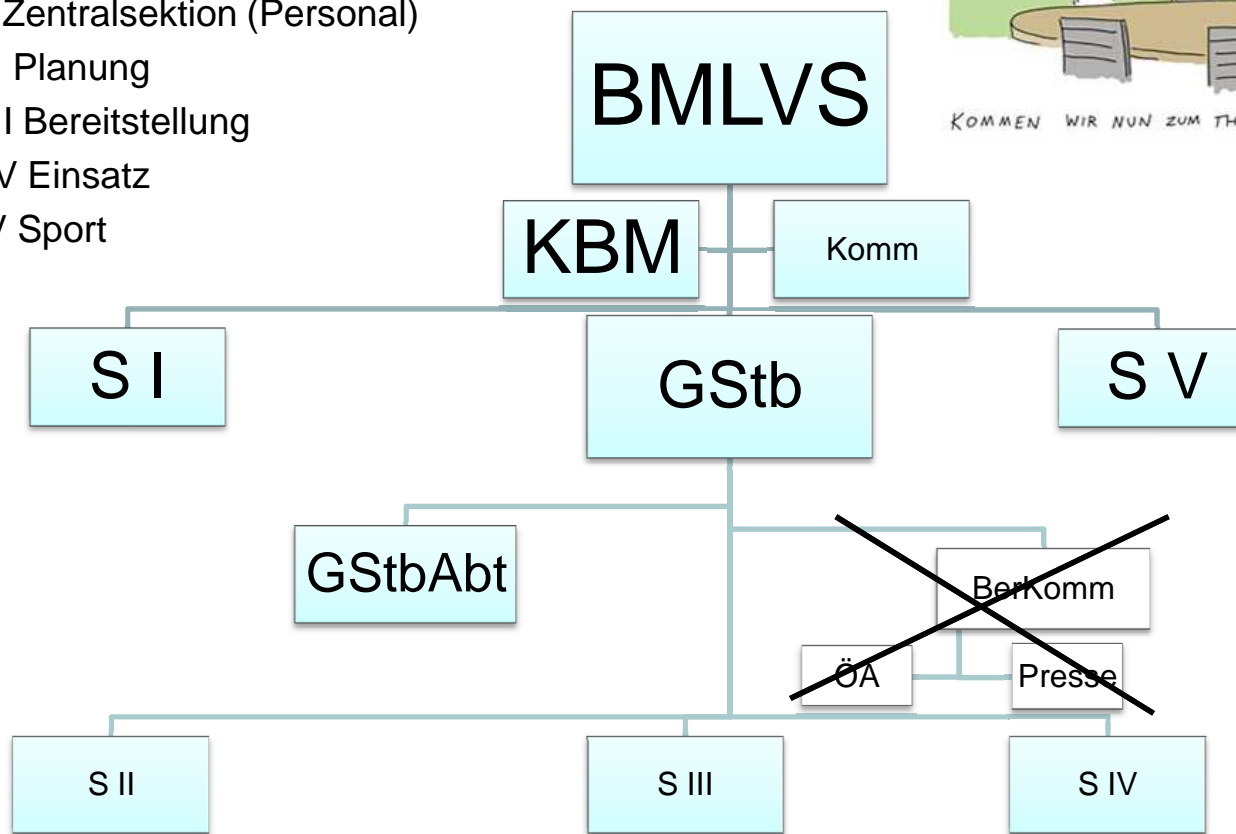 Zentralsektion (Personal)
Planung
I Bereitstellung
V Einsatz
Sport
KOMMEN WIR NUN ZUM
BMLVS
KBM
Komm
S I
GStb
S V
GStbAbt
BerKomm
ÖA
Presse
S II
S III
S IV